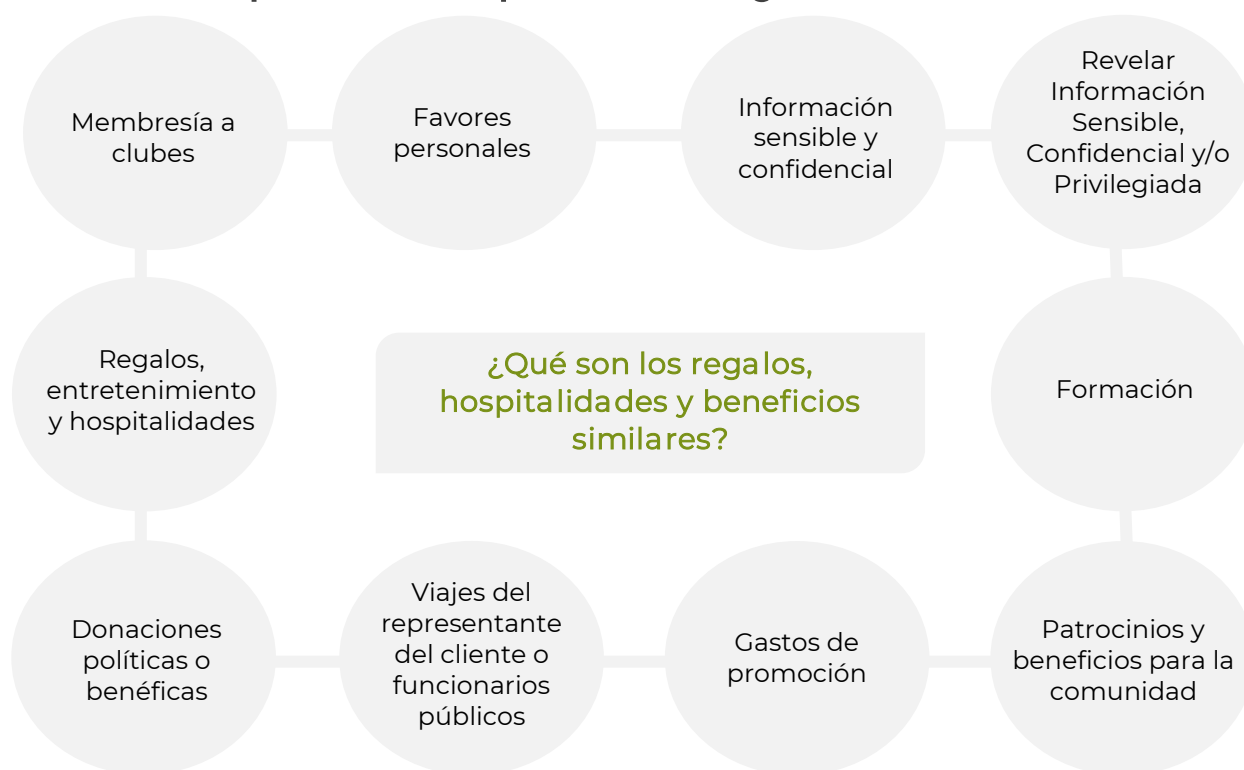 Membresía a
clubes
Favores
personales
Información
sensible y
confidencial
Revelar
Información
Sensible,
Confidencial y/o
Privilegiada
Regalos,
entretenimiento
y hospitalidades
¿Qué son los regalos,
hospitalidades y beneficios
similares?
Formación
Donaciones
políticas o
benéficas
Viajes del
representante
del cliente o
funcionarios
públicos
Gastos de
promoción
Patrocinios y
beneficios para la
comunidad